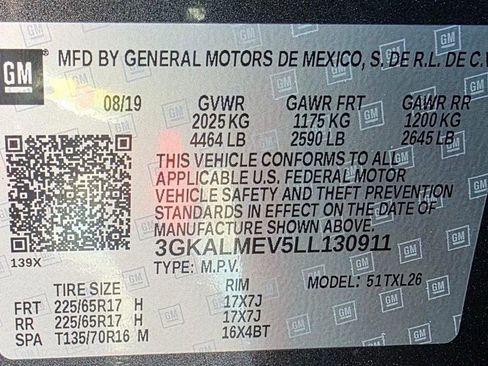 GM MFD BY GENERAL MOTORS DE MEXICO, S. DE R.L. DE C.V
08/19 GVWR GAWR FRT GAWR RR
2025 KG 1175 KG 1200 KG
4464 LB 2590 LB 2645 LB
THIS VEHICLE CONFORMS TO ALL
APPLICABLE U.S. FEDERAL MOTOR
VEHICLE SAFETY AND THEFT PREVENTION
STANDARDS IN EFFECT ON THE DATE OF
MANUFACTURE SHOWN ABOVE.
3GKALMEV5LL130911
139X
TYPE: M.P.V. MODEL: 51TXL26
TIRE SIZE RIM
FRT 225/65R17 H 17X7J
RR 225/65R17 H 17X7J
SPA T135/70R16 M 16X4BT